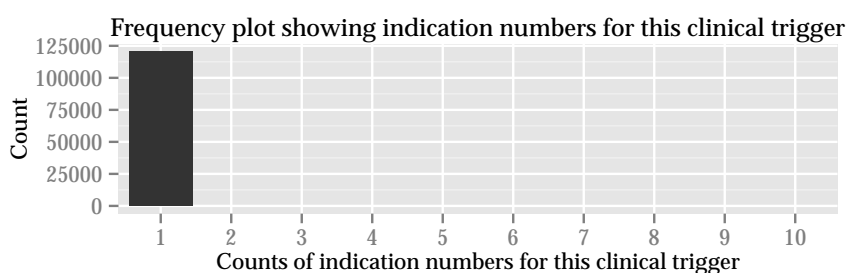 Frequency plot showing indication numbers for this clinical trigger
125000
100000
75000
50000
25000
0
Count
1 2 3 4 5 6 7 8 9 10
Counts of indication numbers for this clinical trigger